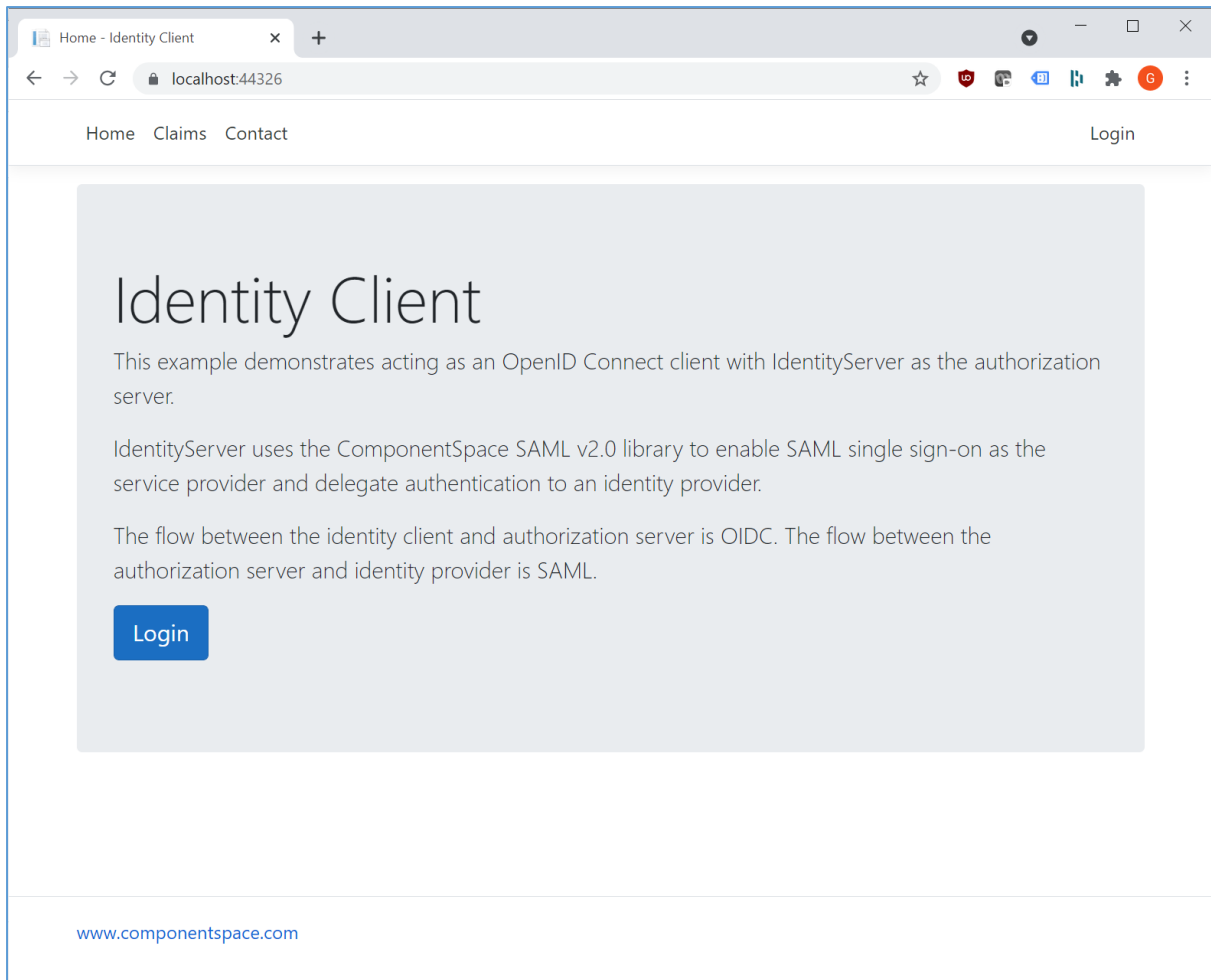 Home - Identity Client
localhost:44326
G
Home Claims Contact Login
Identity Client
This example demonstrates acting as an OpenID Connect client with IdentityServer as the authorization
server.
IdentityServer uses the ComponentSpace SAML v2.0 library to enable SAML single sign-on as the
service provider and delegate authentication to an identity provider.
The flow between the identity client and authorization server is OIDC. The flow between the
authorization server and identity provider is SAML.
Login
www.componentspace.com